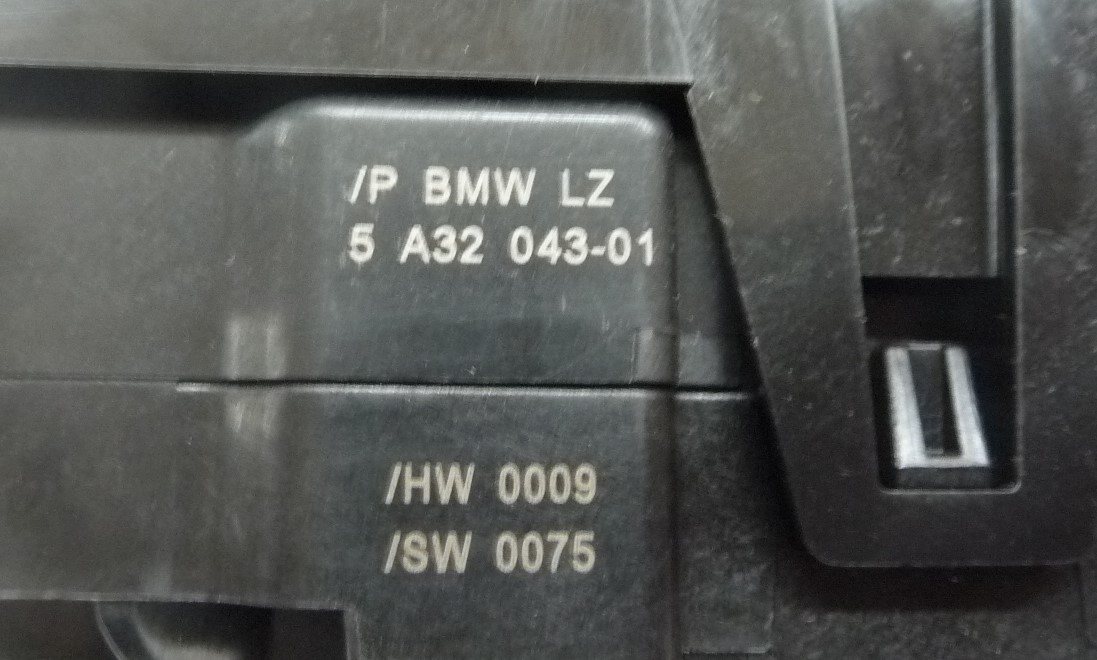 /P BMW LZ
5 A32 043-01
/HW 0009
/SW 0075